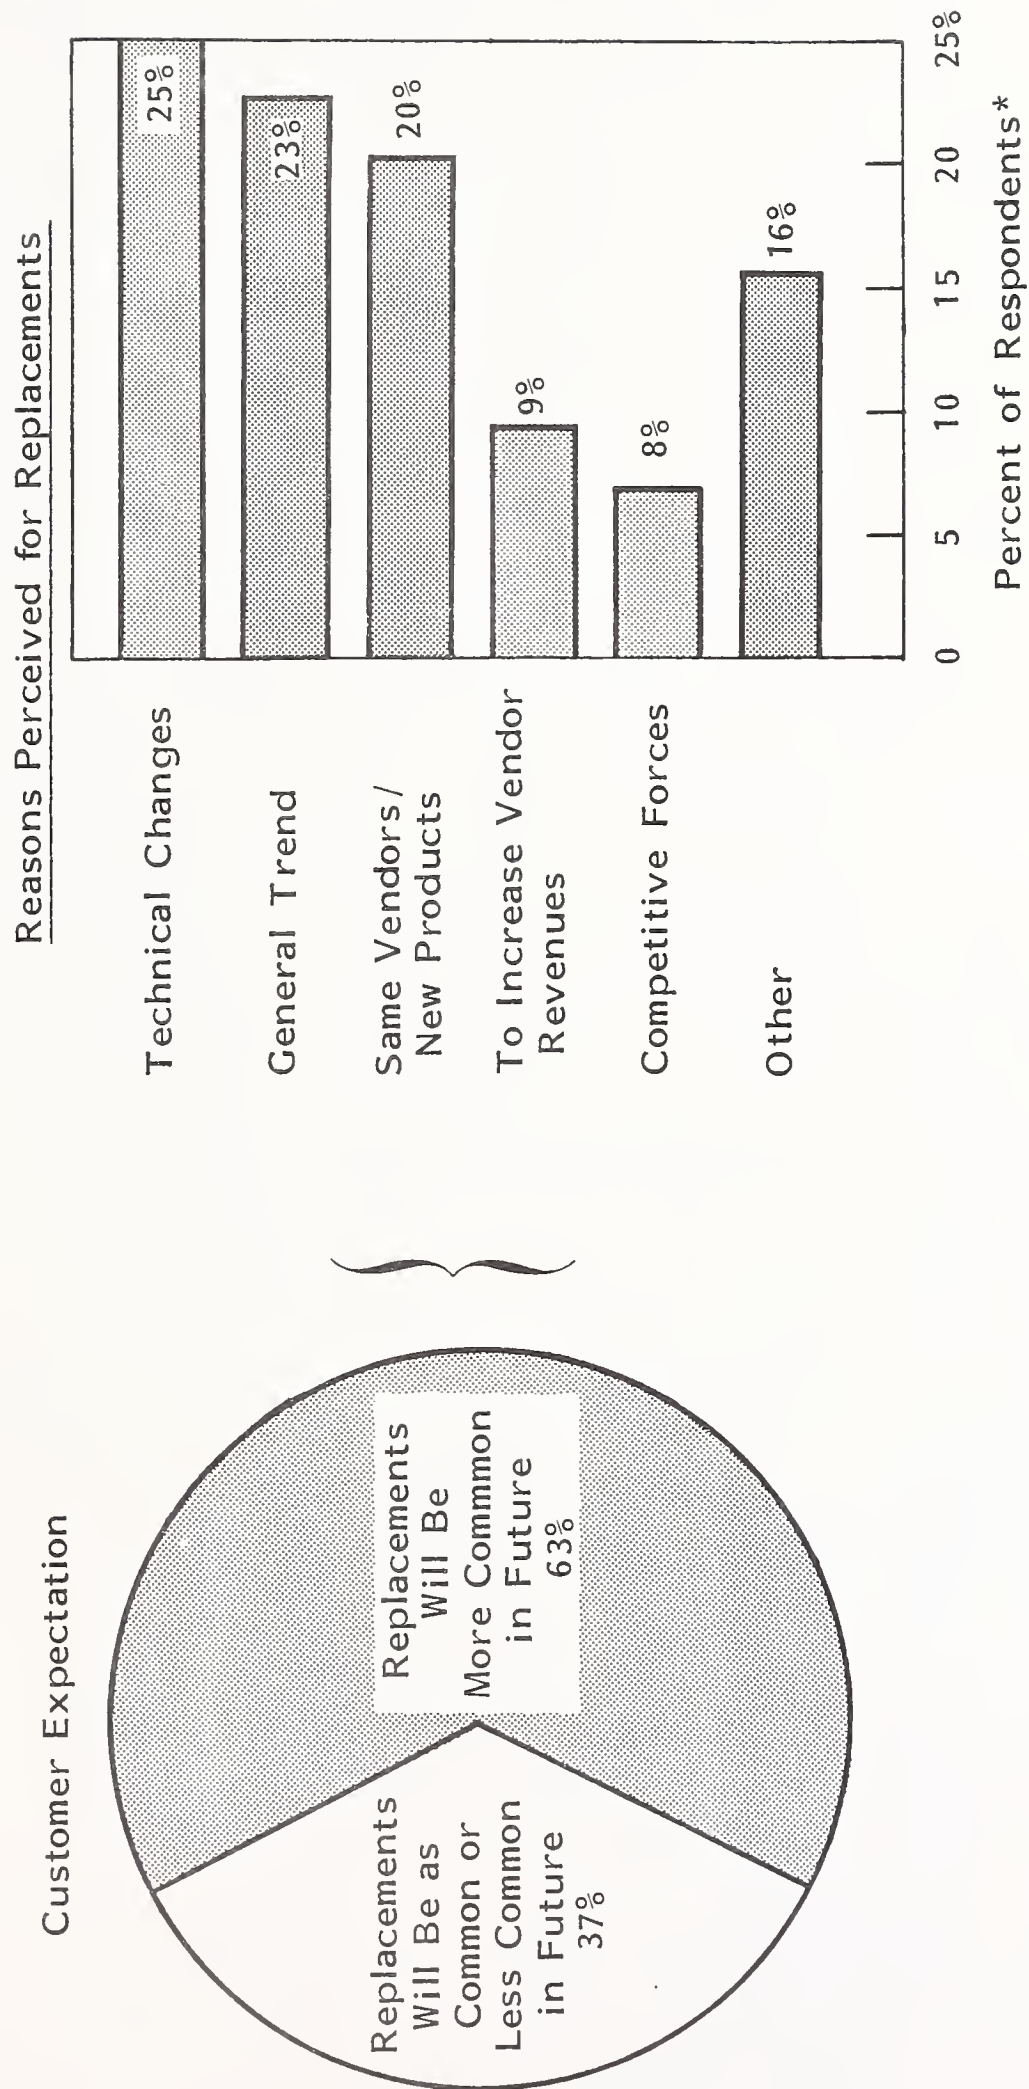 Customer Expectation
Replacements
Will Be as
Common or
Less Common
in Future
37%
Replacements
Will Be
More Common
in Future
63%
Reasons Perceived for Replacements
Technical Changes
25%
General Trend
23%
Same Vendors/
New Products
20%
To Increase Vendor
Revenues
9%
Competitive Forces
8%
Other
16%
0 5 10 15 20 25%
Percent of Respondents*